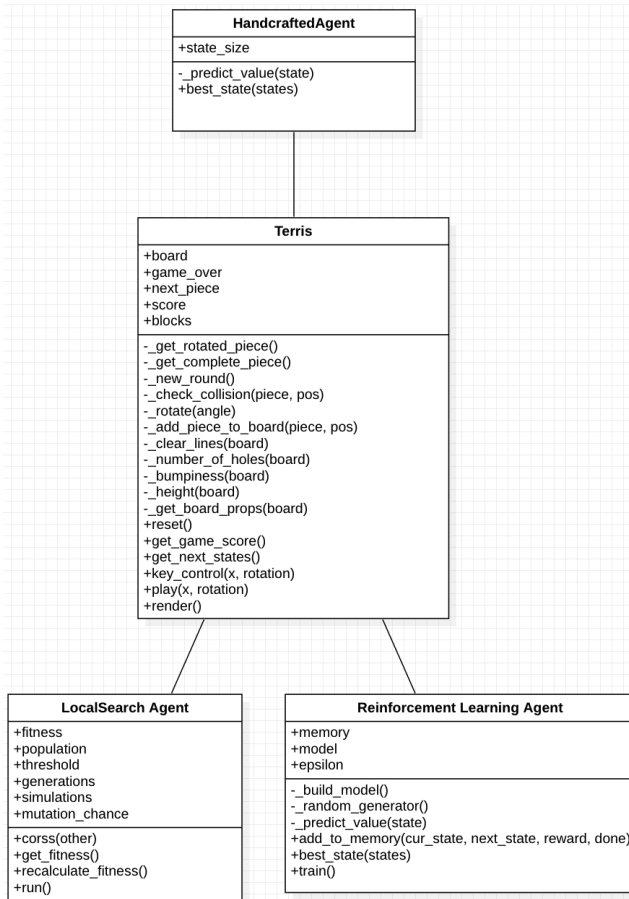 HandcraftedAgent
+state_size
-_predict_value(state)
+best_state(states)
Terris
+board
+game_over
+next_piece
+score
+blocks
-_get_rotated_piece()
-_get_complete_piece()
-_new_round()
-_check_collision(piece, pos)
-_rotate(angle)
-_add_piece_to_board(piece, pos)
-_clear_lines(board)
-_number_of_holes(board)
-_bumpiness(board)
-_height(board)
-_get_board_props(board)
+reset()
+get_game_score()
+get_next_states()
+key_control(x, rotation)
+play(x, rotation)
+render()
LocalSearch Agent
+fitness
+population
+threshold
+generations
+simulations
+mutation_chance
+corss(other)
+get_fitness()
+recalculate_fitness()
+run()
Reinforcement Learning Agent
+memory
+model
+epsilon
-_build_model()
-_random_generator()
-_predict_value(state)
+add_to_memory(cur_state, next_state, reward, done)
+best_state(states)
+train()